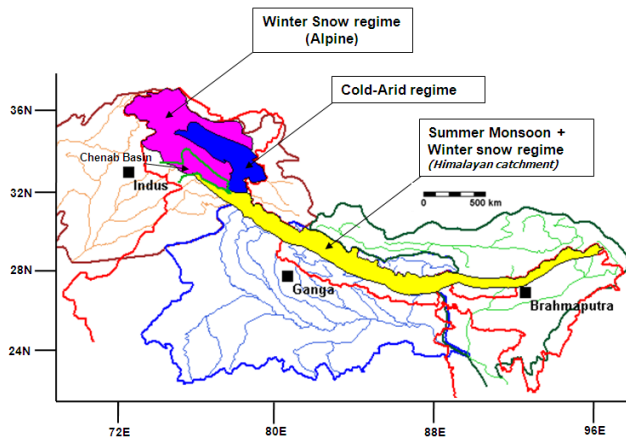 Winter Snow regime
(Alpine)
Cold-Arid regime
Summer Monsoon +
Winter snow regime
(Himalayan catchment)
36N
Chenab Basin
Indus
32N
0
500 km
28N
Ganga
Brahmaputra
24N
72E
80E
88E
96E